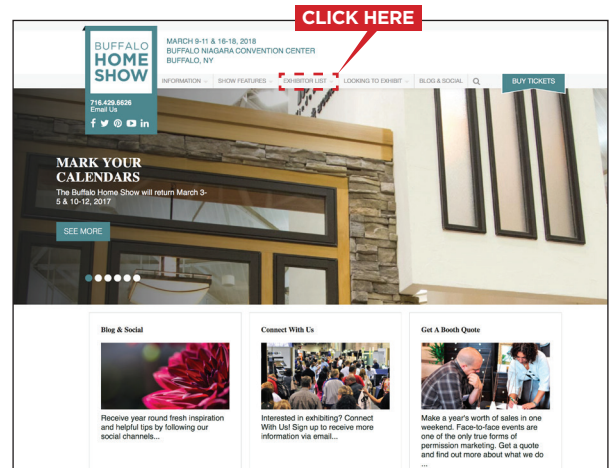 CLICK HERE
BUFFALO
HOME
SHOW
MARCH 9-11 & 16-18, 2018
BUFFALO NIAGARA CONVENTION CENTER
BUFFALO, NY
INFORMATION
SHOW FEATURES
EXHIBITOR LIST
LOOKING TO EXHIBIT
BLOG & SOCIAL
BUY TICKETS
716.429.6626
Email Us
MARK YOUR
CALENDARS
The Buffalo Home Show will return March 3-
5 & 10-12, 2017
SEE MORE
Blog & Social
Receive year round fresh inspiration
and helpful tips by following our
social channels...
Connect With Us
Interested in exhibiting? Connect
With Us! Sign up to receive more
information via email...
Get A Booth Quote
Make a year's worth of sales in one
weekend. Face-to-face events are
one of the only true forms of
permission marketing. Get a quote
and find out more about what we do
...